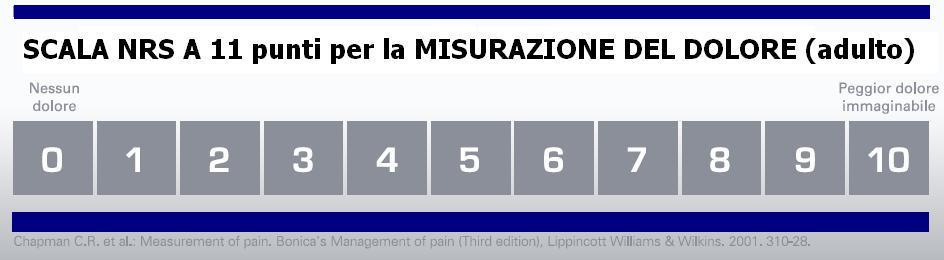 SCALA NRS A 11 punti per la MISURAZIONE DEL DOLORE (adulto)
Nessun
dolore
Peggior dolore
immaginabile
0 1 2 3 4 5 6 7 8 9 10
Chapman C.R. et al.: Measurement of pain. Bonica's Management of pain (Third edition), Lippincott Williams & Wilkins. 2001. 310-28.